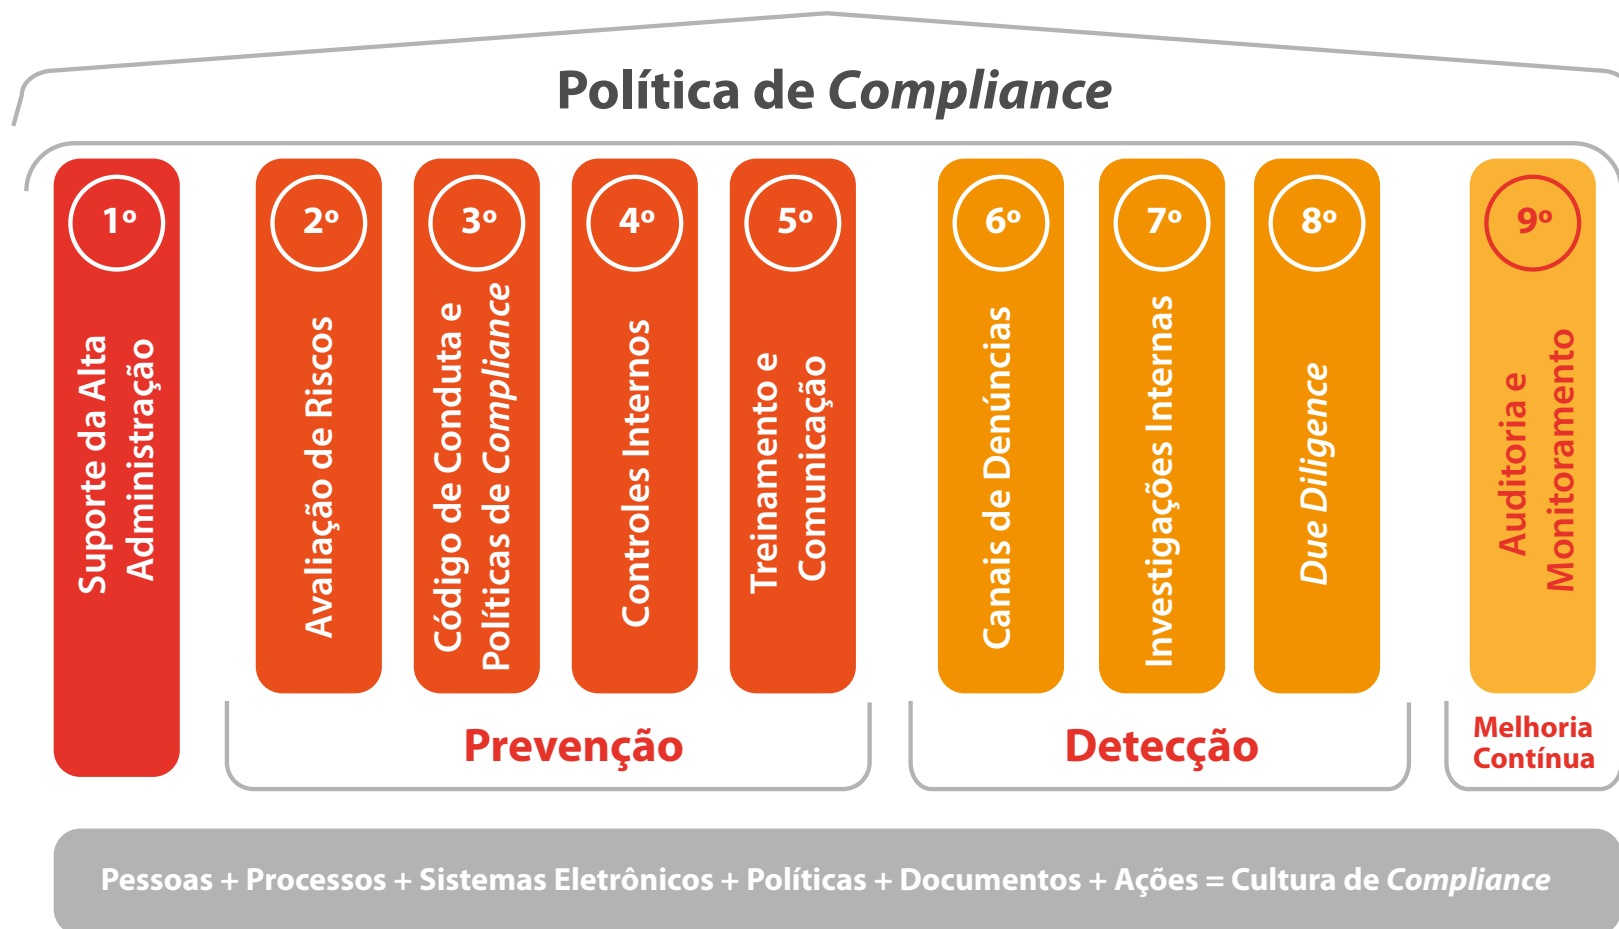 Política de Compliance
1º
Suporte da Alta
Administração
2º
Avaliação de Riscos
3º
Código de Conduta e
Políticas de Compliance
4º
Controles Internos
5º
Treinamento e
Comunicação
6º
Canais de Denúncias
7º
Investigações Internas
8º
Due Diligence
9º
Auditoria e
Monitoramento
Prevenção
Detecção
Melhoria
Contínua
Pessoas + Processos + Sistemas Eletrônicos + Políticas + Documentos + Ações = Cultura de Compliance